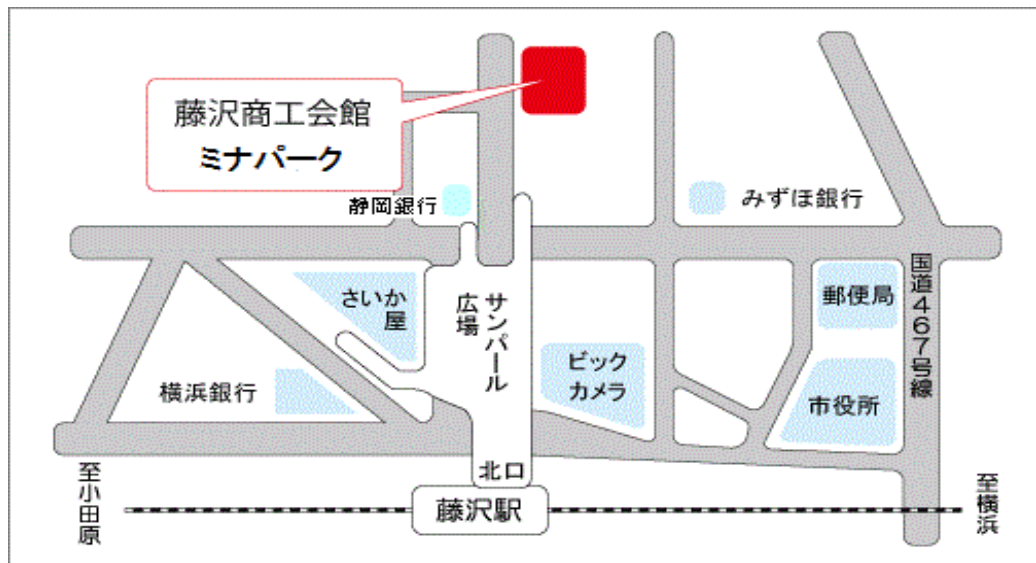 藤沢商工会館
ミナパーク
静岡銀行
みずほ銀行
さいか
屋
サンパール
広場
郵便局
国道467号線
横浜銀行
ビック
カメラ
市役所
北口
至小田原
藤沢駅
至横浜